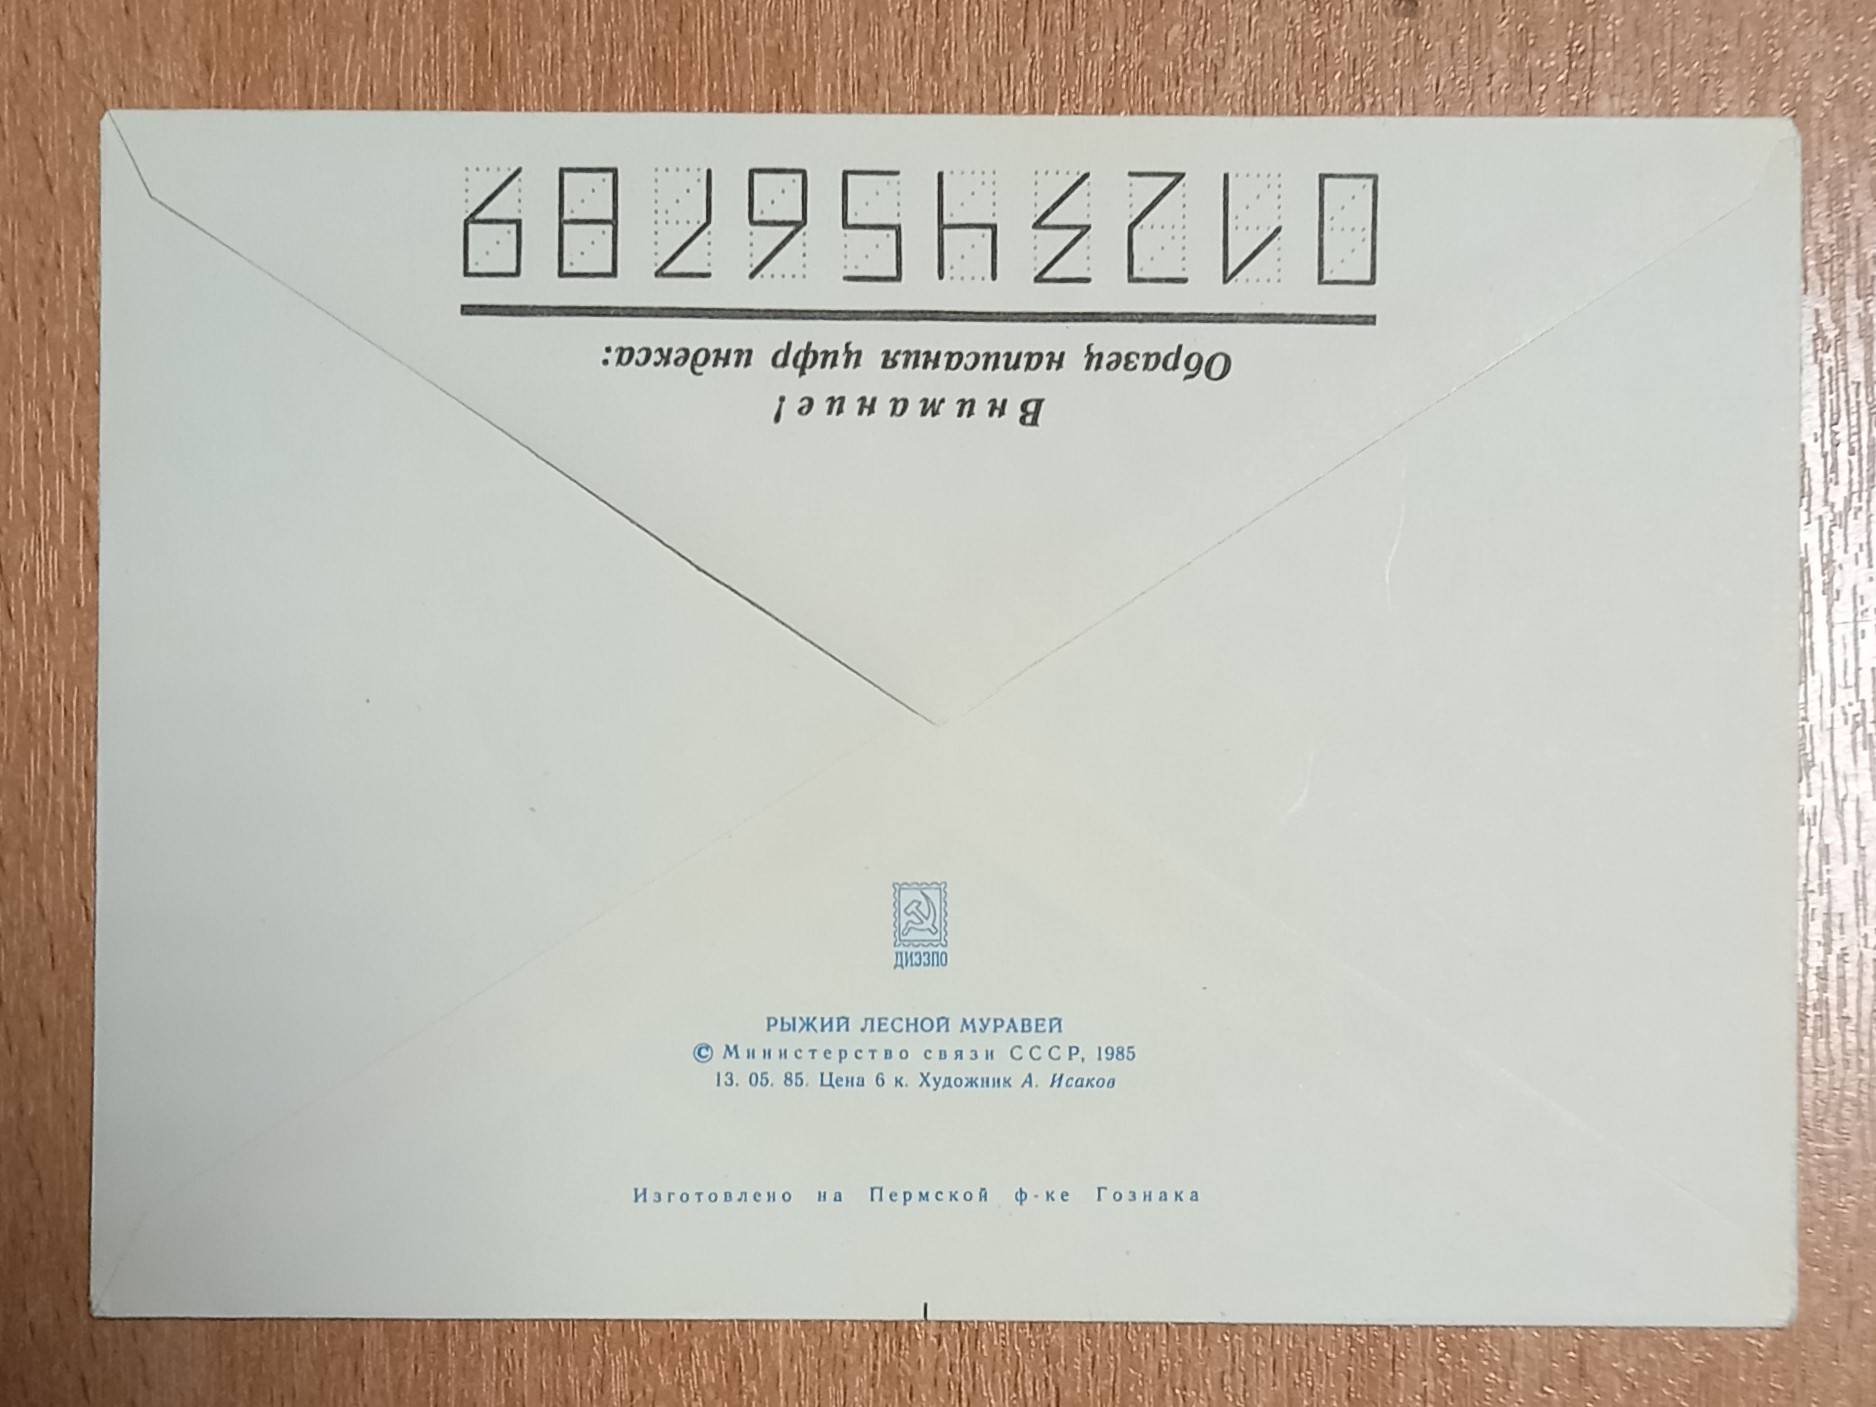 Внимание!
Образец написания цифр индекса:
0123456789
ДИЭЗПО
РЫЖИЙ ЛЕСНОЙ МУРАВЕЙ
© Министерство связи СССР, 1985
13. 05. 85. Цена 6 к. Художник А. Исаков
Изготовлено на Пермской ф-ке Гознака